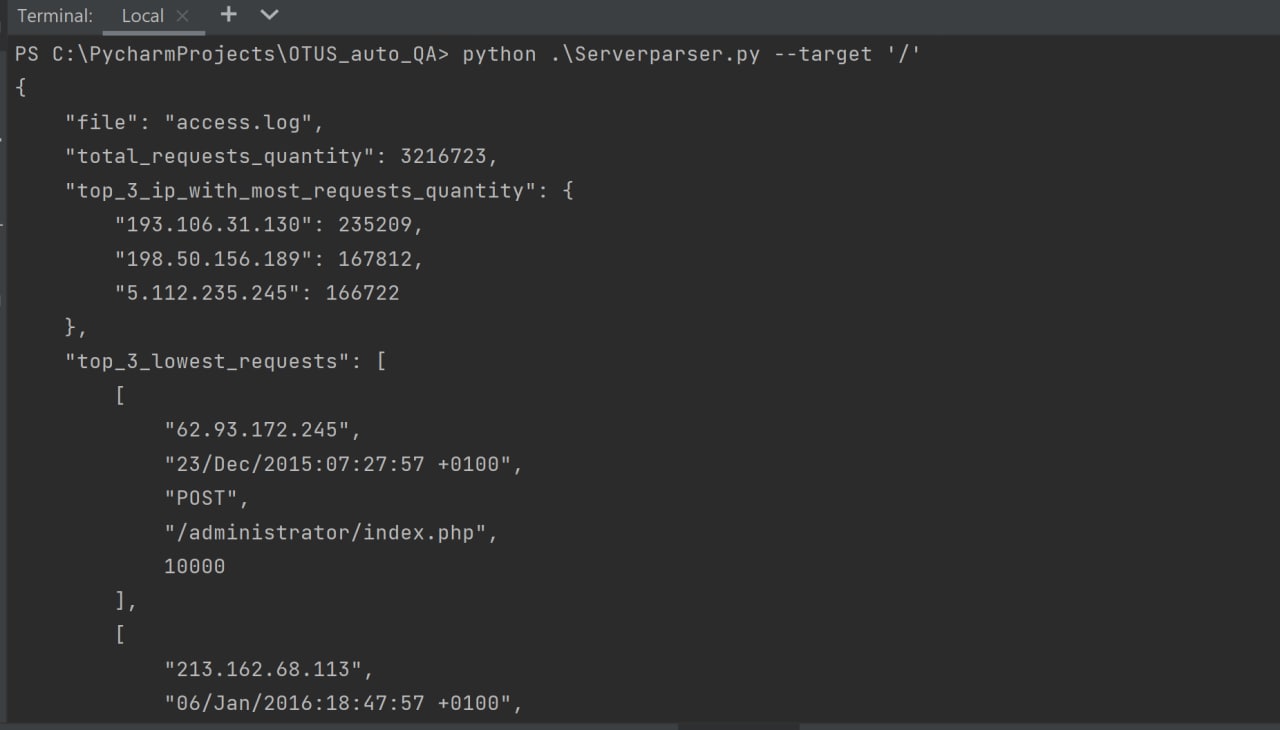 Terminal: Local × +
PS C:\PycharmProjects\OTUS_auto_QA> python .\Serverparser.py --target '/'
{
    "file": "access.log",
    "total_requests_quantity": 3216723,
    "top_3_ip_with_most_requests_quantity": {
        "193.106.31.130": 235209,
        "198.50.156.189": 167812,
        "5.112.235.245": 166722
    },
    "top_3_lowest_requests": [
        [
            "62.93.172.245",
            "23/Dec/2015:07:27:57 +0100",
            "POST",
            "/administrator/index.php",
            10000
        ],
        [
            "213.162.68.113",
            "06/Jan/2016:18:47:57 +0100",